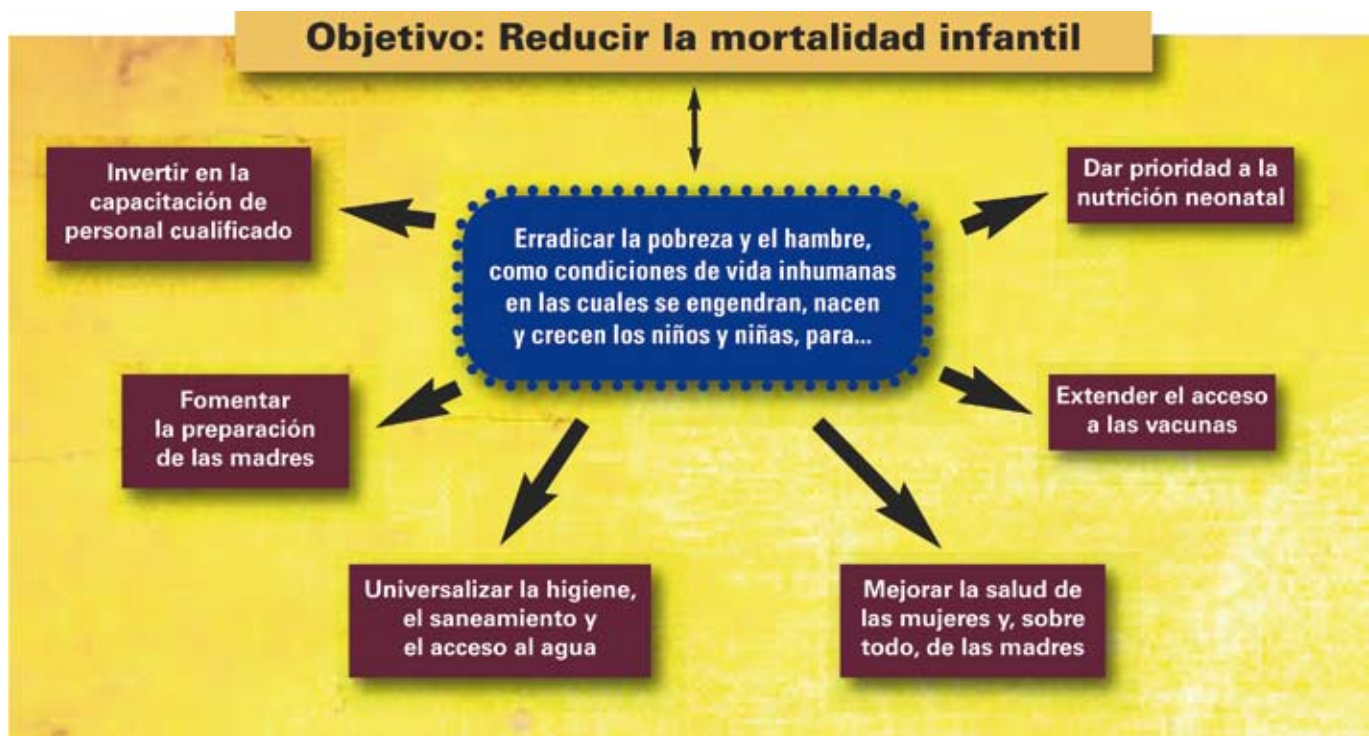 Objetivo: Reducir la mortalidad infantil
Invertir en la
capacitación de
personal cualificado
Dar prioridad a la
nutrición neonatal
Erradicar la pobreza y el hambre,
como condiciones de vida inhumanas
en las cuales se engendran, nacen
y crecen los niños y niñas, para...
Fomentar
la preparación
de las madres
Extender el acceso
a las vacunas
Universalizar la higiene,
el saneamiento y
el acceso al agua
Mejorar la salud de
las mujeres y, sobre
todo, de las madres